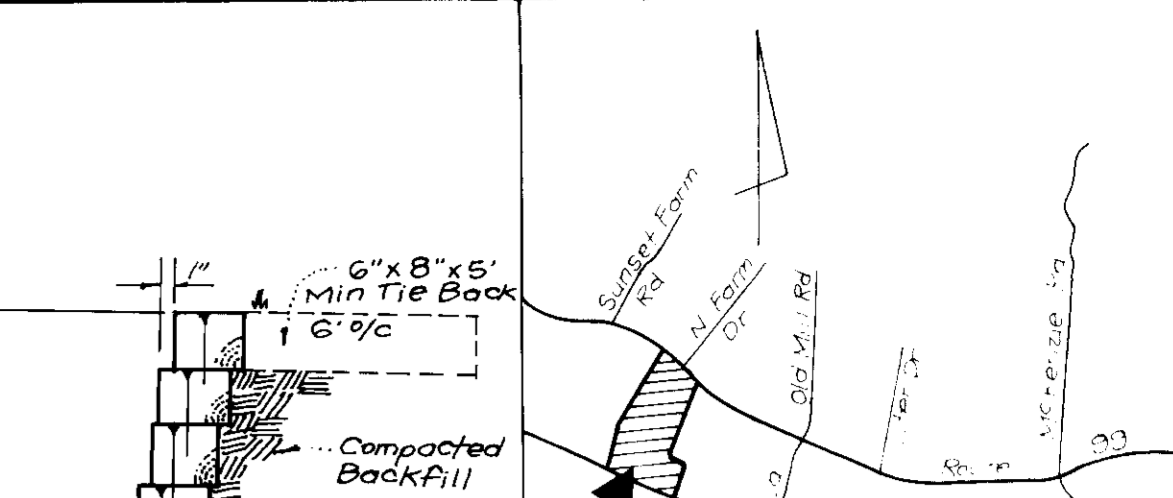 1"
6"x8"x5'
Min Tie Back
6' o/c
Compacted
Backfill
Sunset Farm
Rd
N Farm
Dr
Old Mill Rd
McKenzie
99